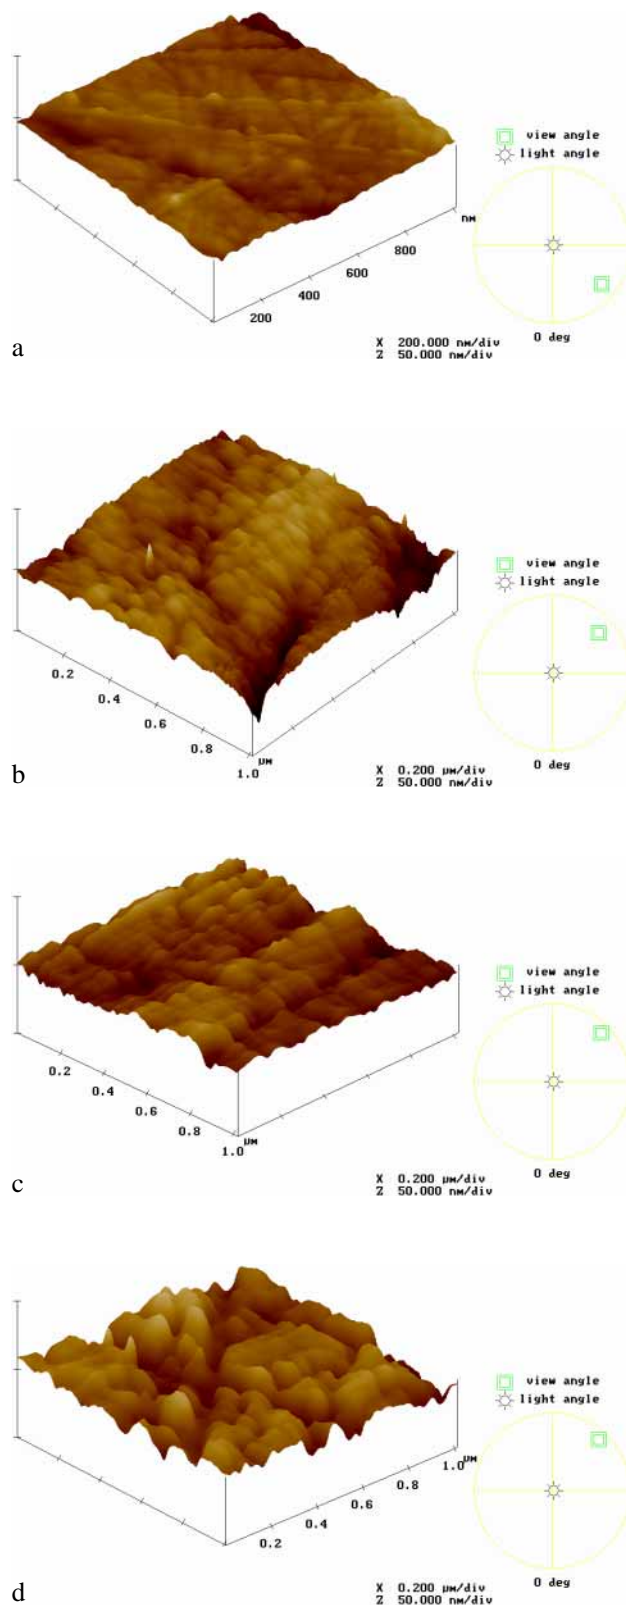 view angle
light angle
nm
800
600
400
200
0 deg
X 200.000 nm/div
Z 50.000 nm/div
a
view angle
light angle
0.2
0.4
0.6
0.8
1.0
µm
0 deg
X 0.200 µm/div
Z 50.000 nm/div
b
view angle
light angle
0.2
0.4
0.6
0.8
1.0
µm
0 deg
X 0.200 µm/div
Z 50.000 nm/div
c
view angle
light angle
µm
1.0
0.8
0.6
0.4
0.2
0 deg
X 0.200 µm/div
Z 50.000 nm/div
d